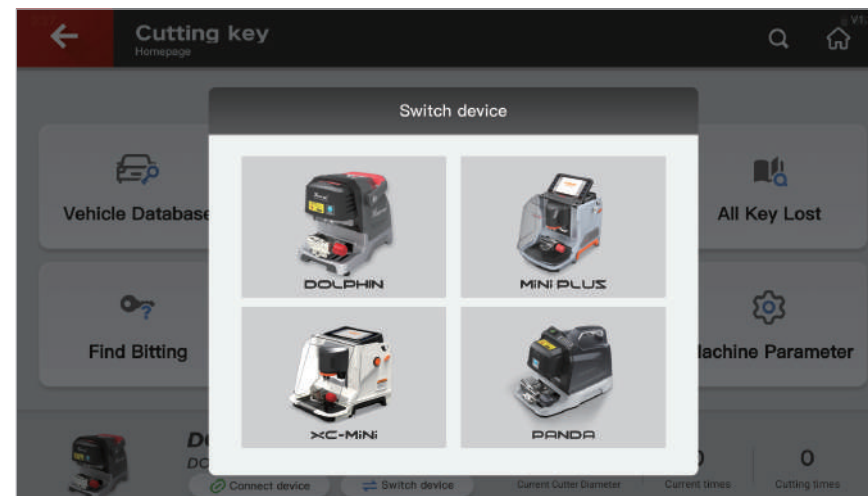 Cutting key
Homepage
Switch device
Vehicle Database
All Key Lost
DOLPHIN
MINI PLUS
Find Bitting
Machine Parameter
XC-MINI
PANDA
Connect device
Switch device
Current Cutter Diameter
Current times
0
Cutting times